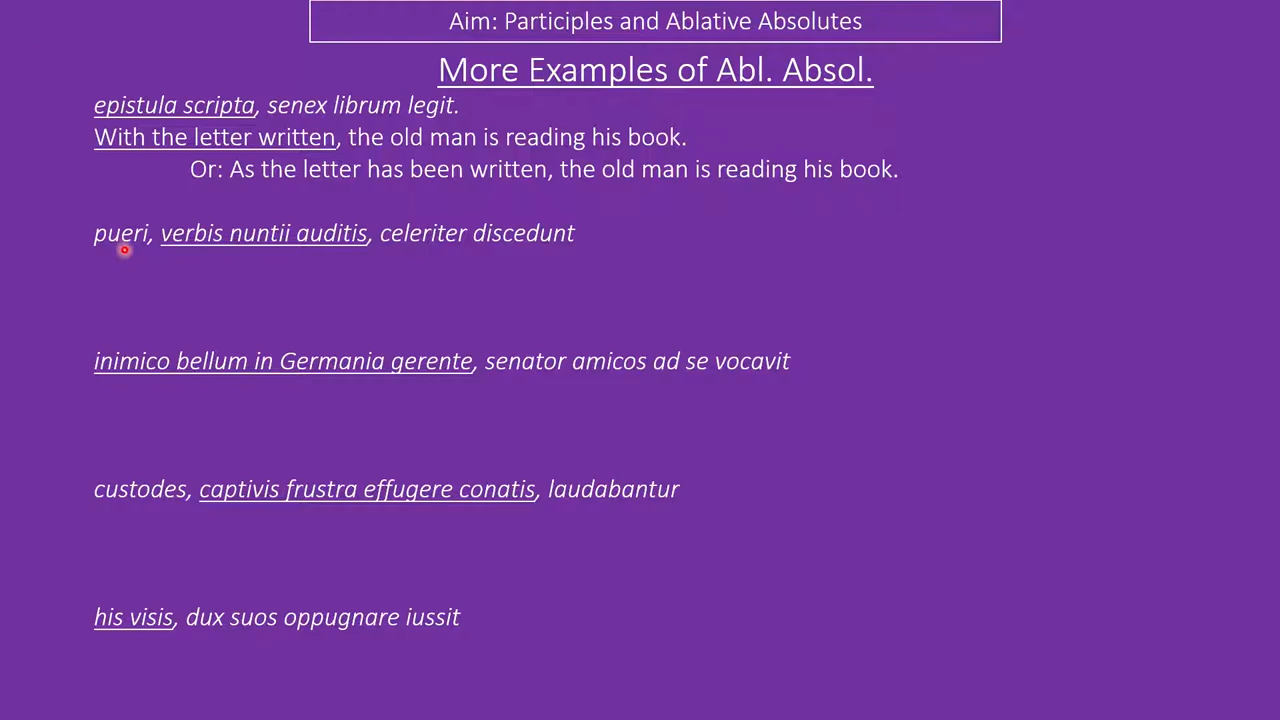 Aim: Participles and Ablative Absolutes
More Examples of Abl. Absol.
epistula scripta, senex librum legit.
With the letter written, the old man is reading his book.
Or: As the letter has been written, the old man is reading his book.
pueri, verbis nuntii auditis, celeriter discedunt
inimico bellum in Germania gerente, senator amicos ad se vocavit
custodes, captivis frustra effugere conatis, laudabantur
his visis, dux suos oppugnare iussit